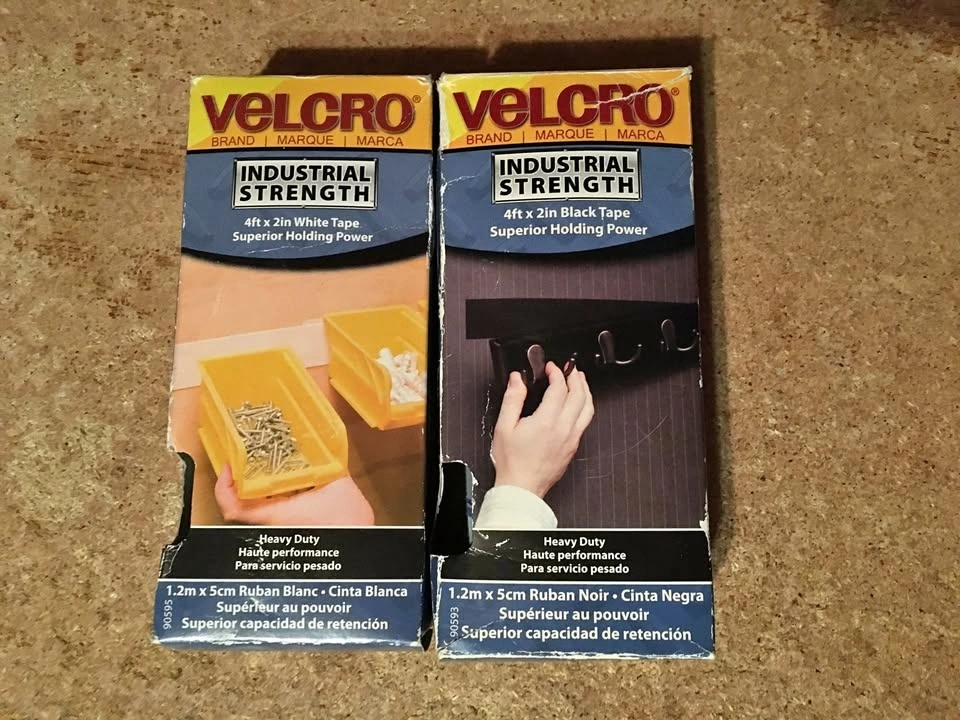 VELCRO®
BRAND | MARQUE | MARCA
INDUSTRIAL
STRENGTH
4ft x 2in White Tape
Superior Holding Power
Heavy Duty
Haute performance
Para servicio pesado
1.2m x 5cm Ruban Blanc • Cinta Blanca
Supérieur au pouvoir
Superior capacidad de retención
90595
VELCRO®
BRAND | MARQUE | MARCA
INDUSTRIAL
STRENGTH
4ft x 2in Black Tape
Superior Holding Power
Heavy Duty
Haute performance
Para servicio pesado
1.2m x 5cm Ruban Noir • Cinta Negra
Supérieur au pouvoir
Superior capacidad de retención
90593